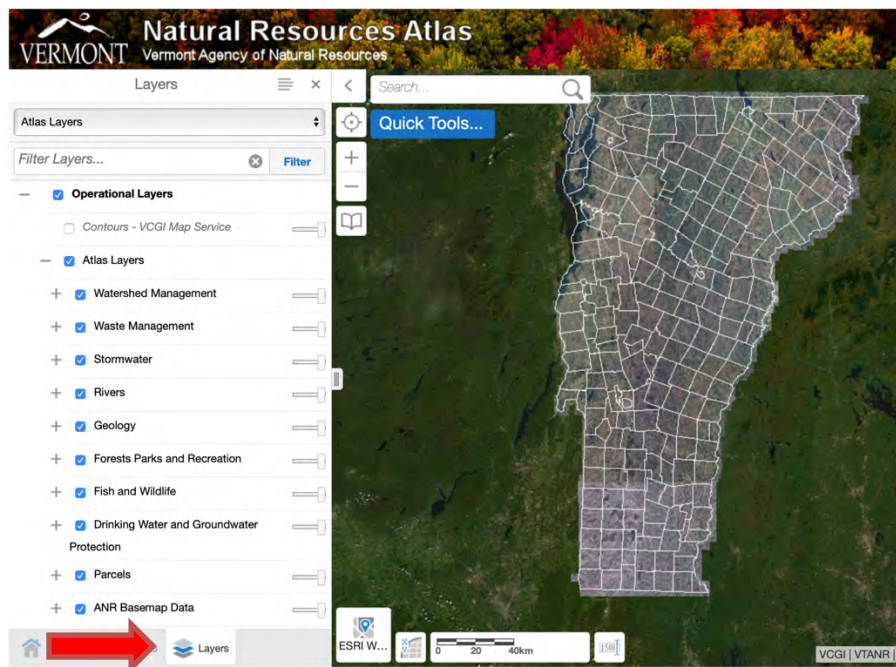 VERMONT
Natural Resources Atlas
Vermont Agency of Natural Resources
Layers
Search...
Atlas Layers
Quick Tools...
Filter Layers...
Filter
Operational Layers
Contours - VCGI Map Service
Atlas Layers
Watershed Management
Waste Management
Stormwater
Rivers
Geology
Forests Parks and Recreation
Fish and Wildlife
Drinking Water and Groundwater
Protection
Parcels
ANR Basemap Data
Layers
ESRI W...
0 20 40km
1500
VCGI | VTANR